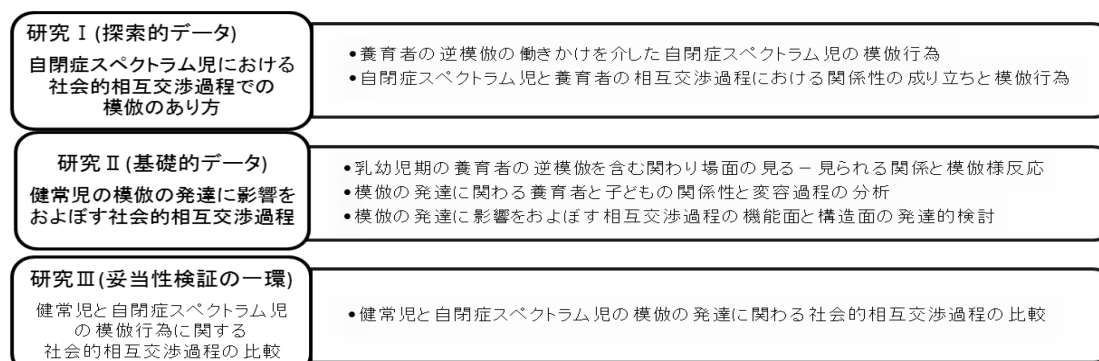 研究Ⅰ(探索的データ)
自閉症スペクトラム児における
社会的相互交渉過程での
模倣のあり方
•養育者の逆模倣の働きかけを介した自閉症スペクトラム児の模倣行為
•自閉症スペクトラム児と養育者の相互交渉過程における関係性の成り立ちと模倣行為
研究Ⅱ(基礎的データ)
健常児の模倣の発達に影響を
およぼす社会的相互交渉過程
•乳幼児期の養育者の逆模倣を含む関わり場面の見る－見られる関係と模倣様反応
•模倣の発達に関わる養育者と子どもの関係性と変容過程の分析
•模倣の発達に影響をおよぼす相互交渉過程の機能面と構造面の発達的検討
研究Ⅲ(妥当性検証の一環)
健常児と自閉症スペクトラム児
の模倣行為に関する
社会的相互交渉過程の比較
•健常児と自閉症スペクトラム児の模倣の発達に関わる社会的相互交渉過程の比較